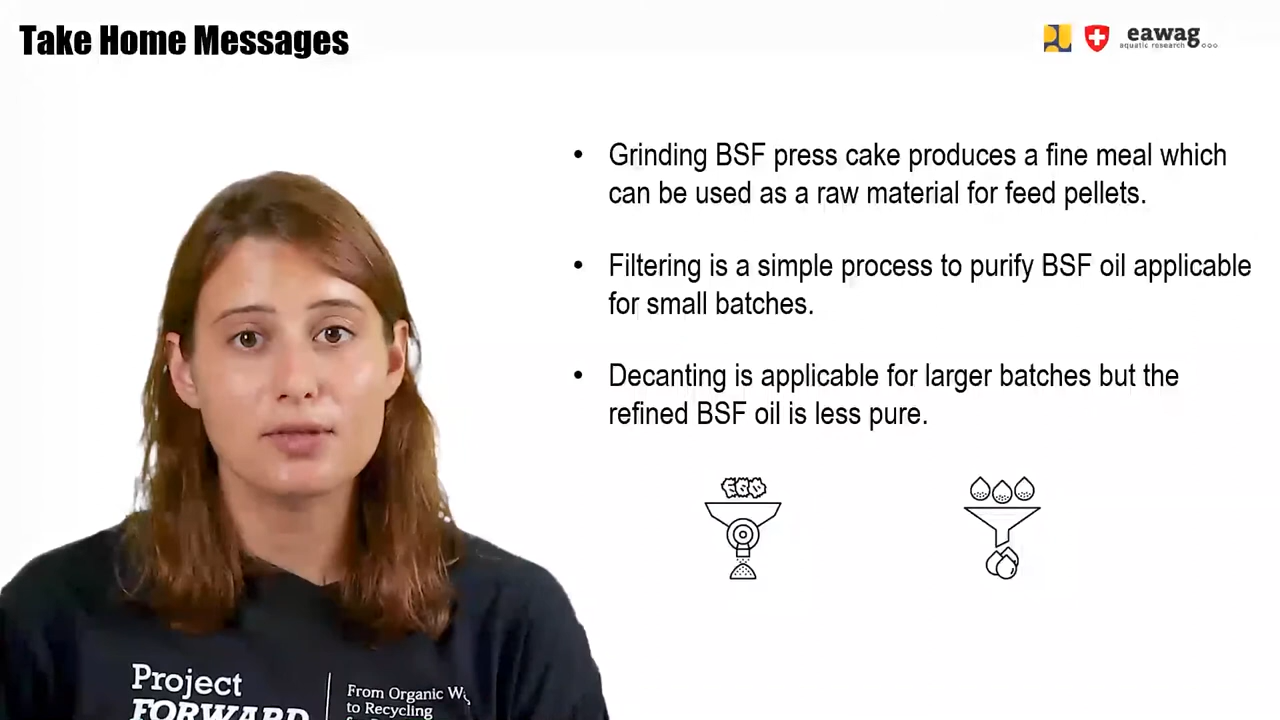 Take Home Messages
eawag
aquatic research
• Grinding BSF press cake produces a fine meal which
can be used as a raw material for feed pellets.
• Filtering is a simple process to purify BSF oil applicable
for small batches.
• Decanting is applicable for larger batches but the
refined BSF oil is less pure.
Project
FORWARD
From Organic
to Recycling